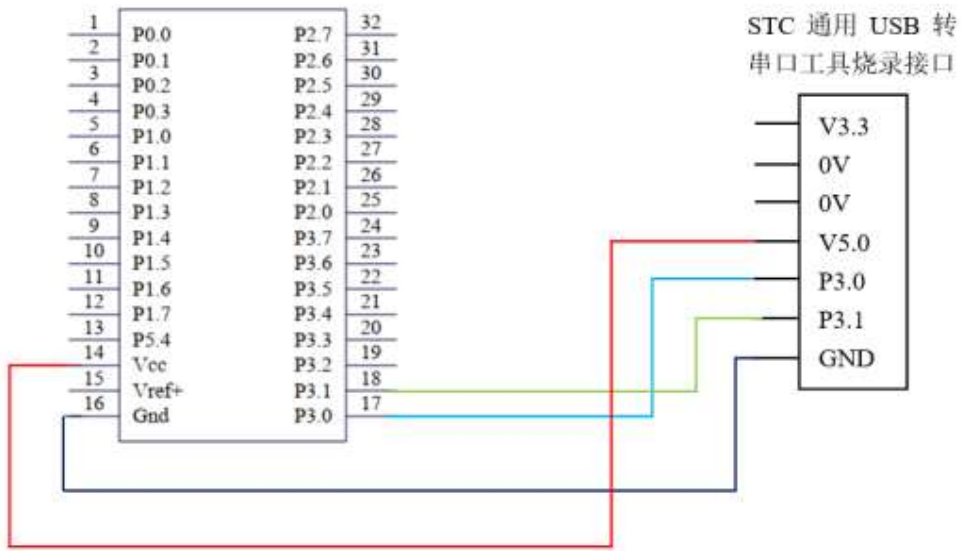 STC 通用 USB 转
串口工具烧录接口
1 P0.0 P2.7 32
2 P0.1 P2.6 31
3 P0.2 P2.5 30
4 P0.3 P2.4 29
5 P1.0 P2.3 28
6 P1.1 P2.2 27
7 P1.2 P2.1 26
8 P1.3 P2.0 25
9 P1.4 P3.7 24
10 P1.5 P3.6 23
11 P1.6 P3.5 22
12 P1.7 P3.4 21
13 P5.4 P3.3 20
14 Vcc P3.2 19
15 Vref+ P3.1 18
16 Gnd P3.0 17
V3.3
0V
0V
V5.0
P3.0
P3.1
GND